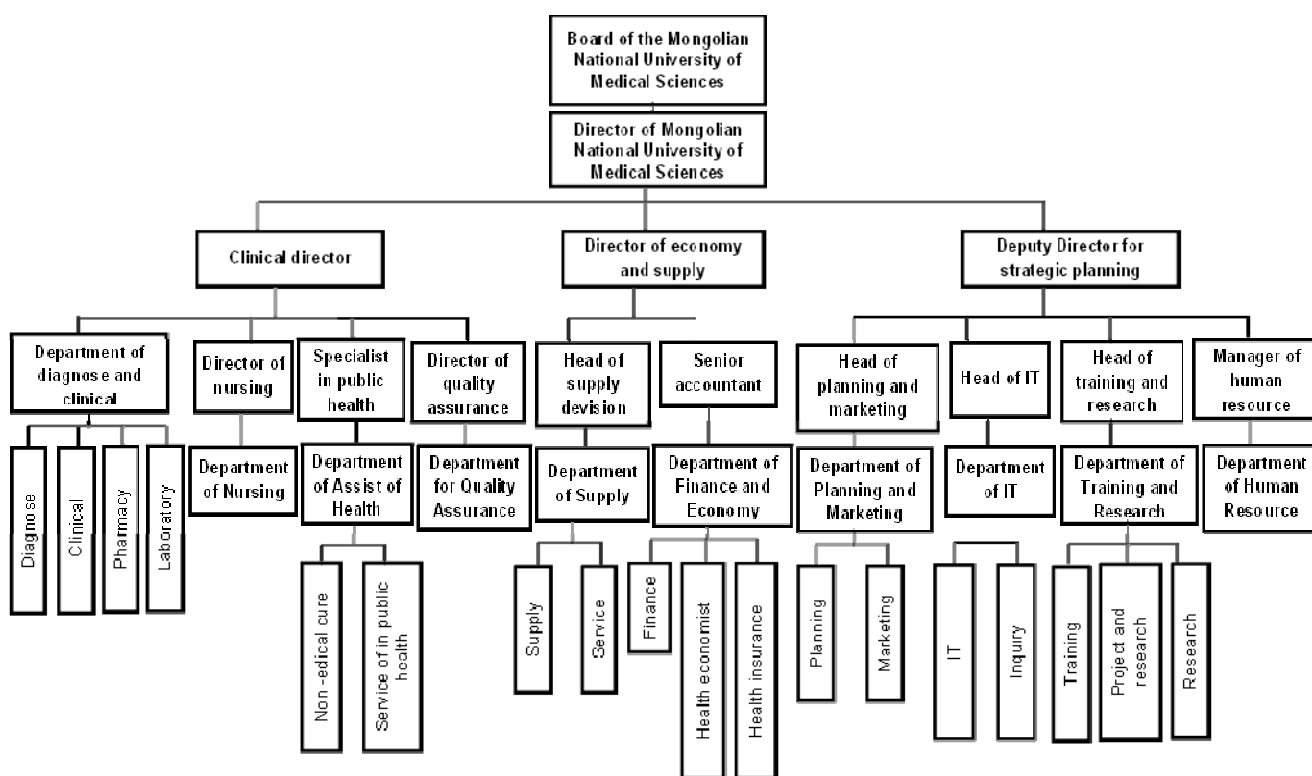 Board of the Mongolian
National University of
Medical Sciences
Director of Mongolian
National University of
Medical Sciences
Clinical director
Director of economy
and supply
Deputy Director for
strategic planning
Department of
diagnose and
clinical
Director of
nursing
Specialist
in public
health
Director of
quality
assurance
Head of
supply
devision
Senior
accountant
Head of
planning and
marketing
Head of IT
Head of
training and
research
Manager of
human
resource
Department
of Nursing
Department
of Assist of
Health
Department
for Quality
Assurance
Department
of Supply
Department of
Finance and
Economy
Department of
Planning and
Marketing
Department
of IT
Department of
Training and
Research
Department
of Human
Resource
Diagnose
Clinical
Pharmacy
Laboratory
Non -edical cure
Service of in public
health
Supply
Service
Finance
Health economist
Health insurance
Planning
Marketing
IT
Inquiry
Training
Project and
research
Research